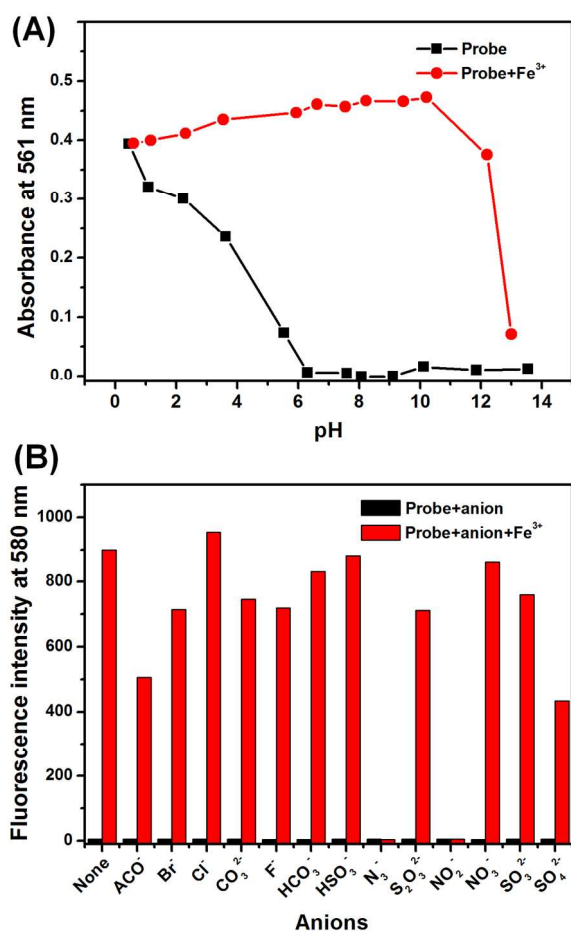 (A)
Probe
Probe+Fe³⁺
Absorbance at 561 nm
0.5
0.4
0.3
0.2
0.1
0.0
0 2 4 6 8 10 12 14
pH
(B)
Probe+anion
Probe+anion+Fe³⁺
Fluorescence intensity at 580 nm
1000
800
600
400
200
0
None ACO⁻ Br⁻ Cl⁻ CO₃²⁻ F⁻ HCO₃⁻ HSO₃⁻ N₃⁻ S₂O₃²⁻ NO₂⁻ NO₃⁻ SO₃²⁻ SO₄²⁻
Anions